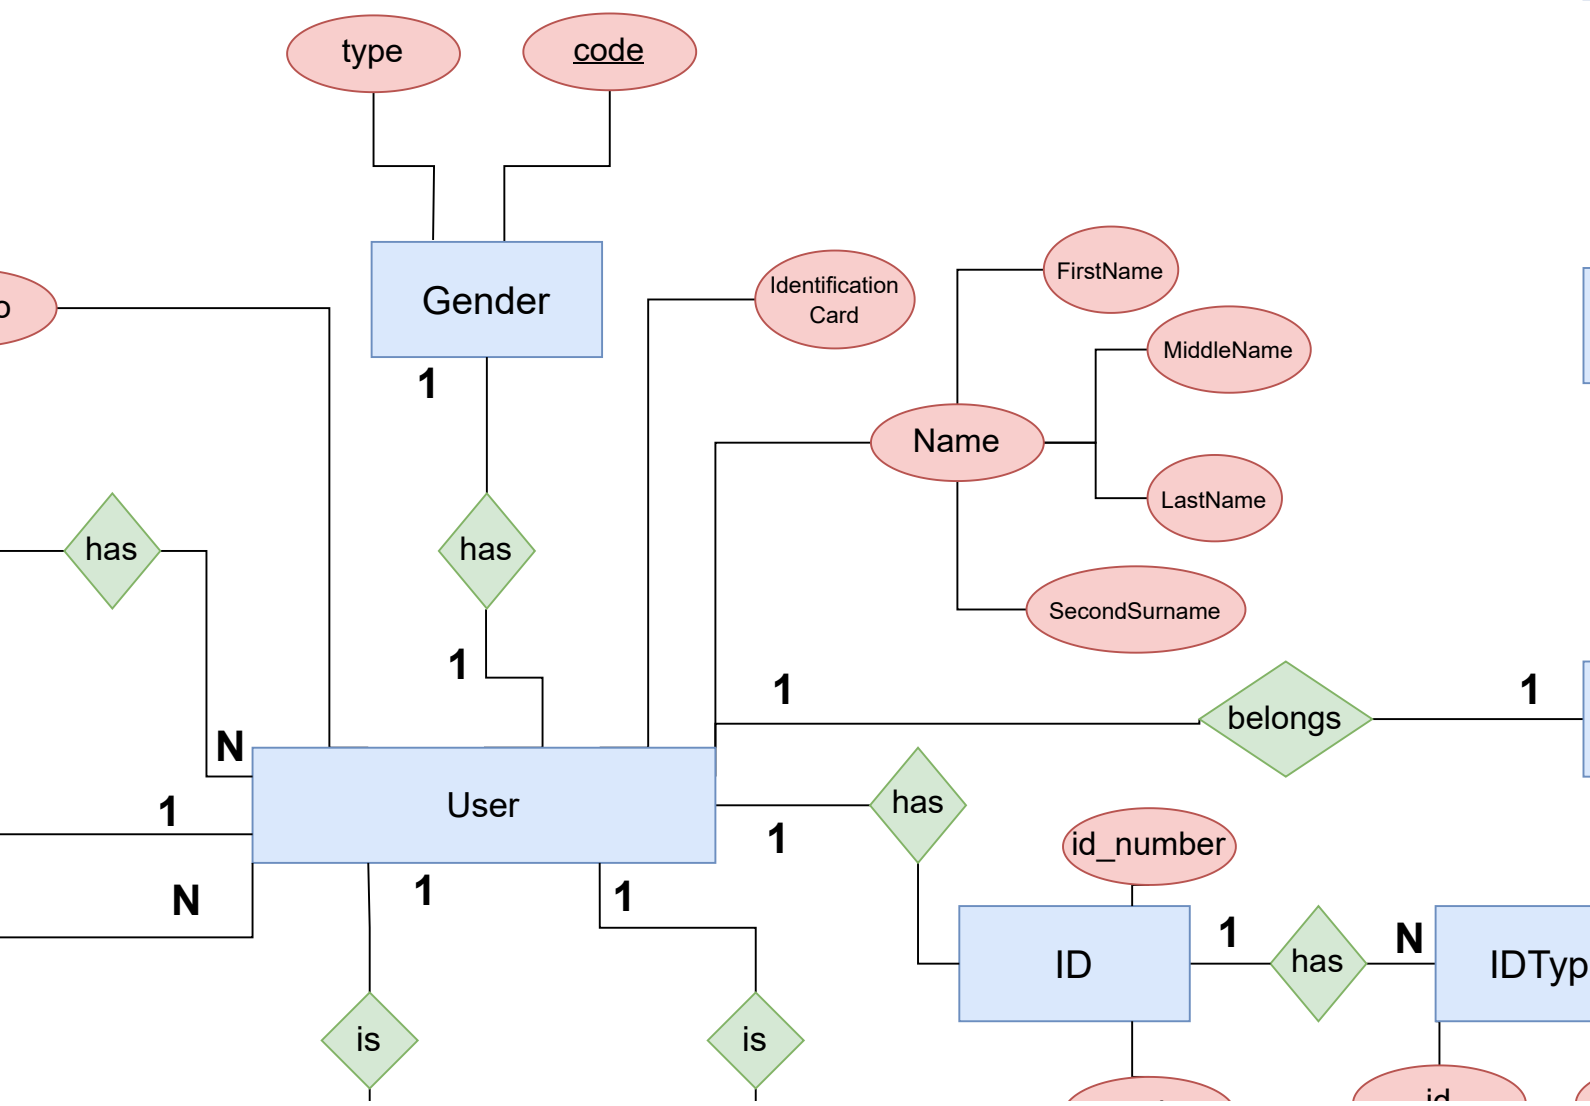 type
code
Gender
1
Identification
Card
FirstName
MiddleName
Name
LastName
SecondSurname
has
has
1
N
1
belongs
1
User
1
has
1
id_number
N
1
1
ID
1
has
N
is
is